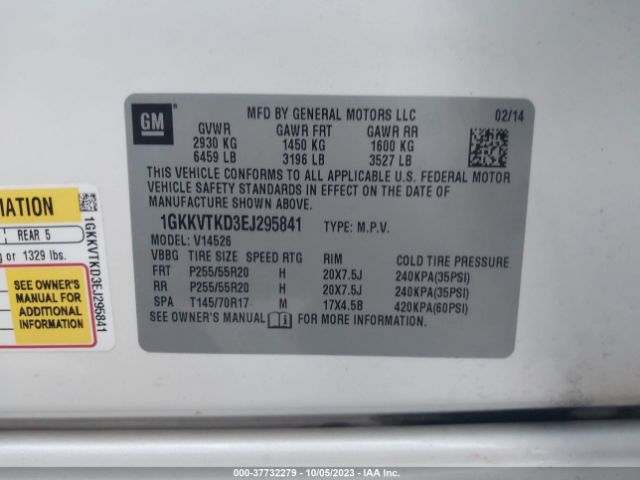 GM
MFD BY GENERAL MOTORS LLC 02/14
GVWR GAWR FRT GAWR RR
2930 KG 1450 KG 1600 KG
6459 LB 3196 LB 3527 LB
THIS VEHICLE CONFORMS TO ALL APPLICABLE U.S. FEDERAL MOTOR
VEHICLE SAFETY STANDARDS IN EFFECT ON THE DATE OF
MANUFACTURE SHOWN ABOVE.
1GKKVTKD3EJ295841 TYPE: M.P.V.
MODEL: V14526
VBBG TIRE SIZE SPEED RTG RIM COLD TIRE PRESSURE
FRT P255/55R20 H 20X7.5J 240KPA(35PSI)
RR P255/55R20 H 20X7.5J 240KPA(35PSI)
SPA T145/70R17 M 17X4.5B 420KPA(60PSI)
SEE OWNER'S MANUAL i FOR MORE INFORMATION.
MATION
REAR 5
or 1329 lbs.
SEE OWNER'S
MANUAL FOR
ADDITIONAL
INFORMATION
1GKKVTKD3EJ295841
000-37732279 - 10/05/2023 - IAAI.com